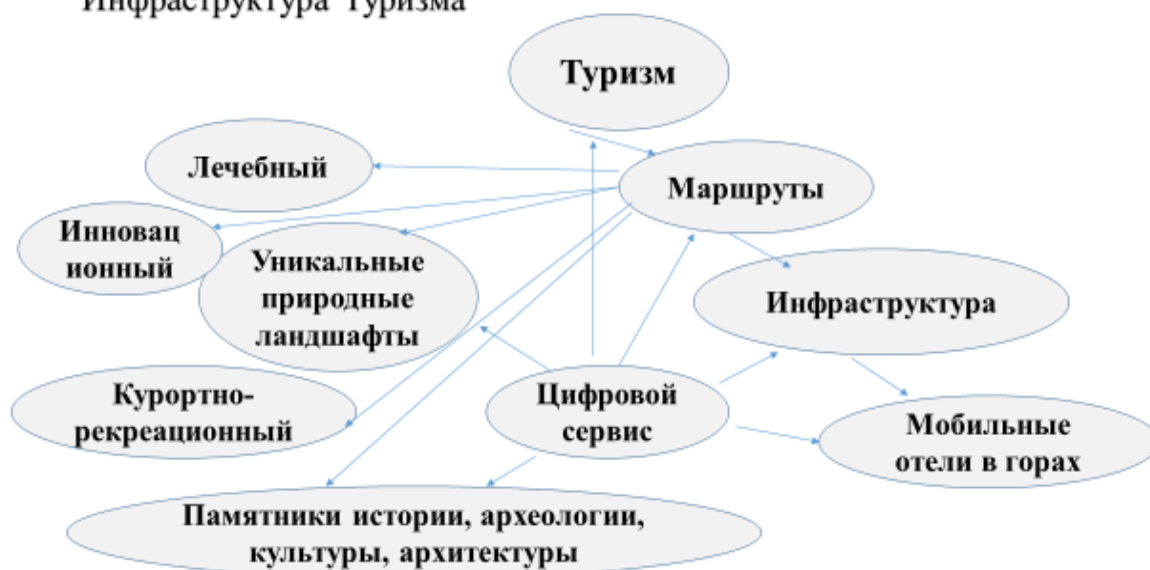 Инфраструктура Туризма
Туризм
Лечебный
Маршруты
Инновац
ионный
Уникальные
природные
ландшафты
Инфраструктура
Курортно-
рекреационный
Цифровой
сервис
Мобильные
отели в горах
Памятники истории, археологии,
культуры, архитектуры